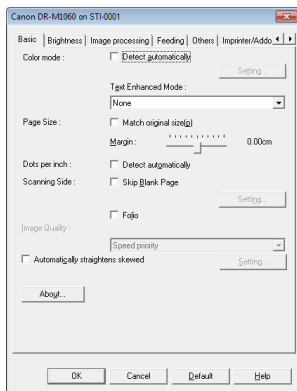 Canon DR-M1060 on STI-0001
Basic Brightness Image processing Feeding Others Imprinter/Addo
Color mode : Detect automatically
Setting...
Text Enhanced Mode :
None
Page Size : Match original size(g)
Margin : 0.00cm
Dots per inch : Detect automatically
Scanning Side : Skip Blank Page
Setting...
Folio
Image Quality :
Speed priority
Automatically straightens skewed Setting...
About...
OK Cancel Default Help